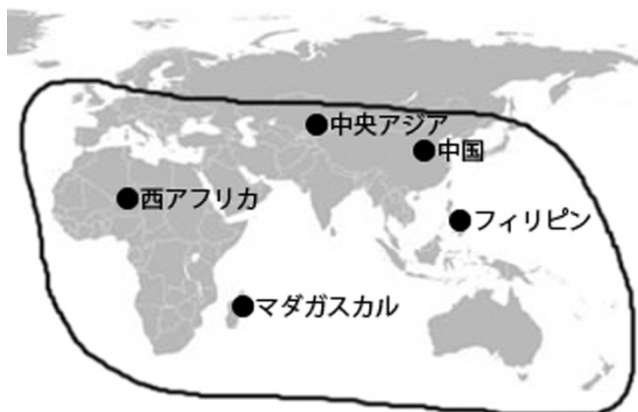 中央アジア
中国
西アフリカ
フィリピン
マダガスカル